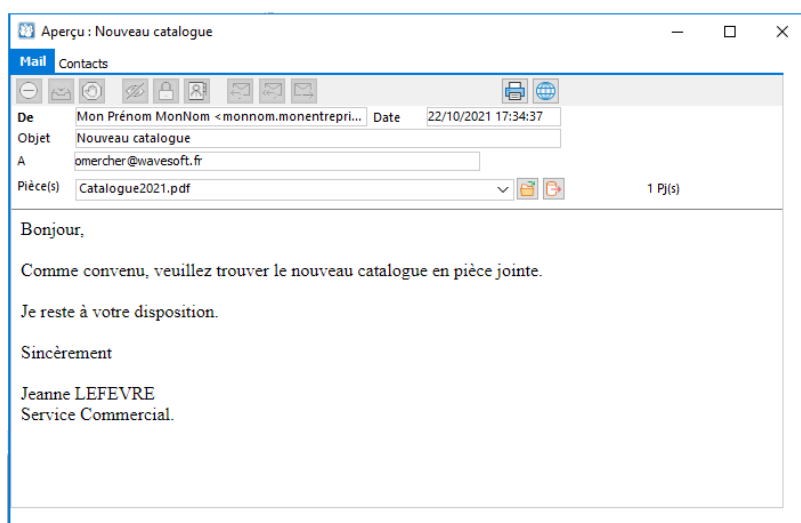 Aperçu : Nouveau catalogue
Mail Contacts
De Mon Prénom MonNom <monnom.monentrepri... Date 22/10/2021 17:34:37
Objet Nouveau catalogue
A omercher@wavesoft.fr
Pièce(s) Catalogue2021.pdf 1 Pj(s)
Bonjour,
Comme convenu, veuillez trouver le nouveau catalogue en pièce jointe.
Je reste à votre disposition.
Sincèrement
Jeanne LEFEVRE
Service Commercial.